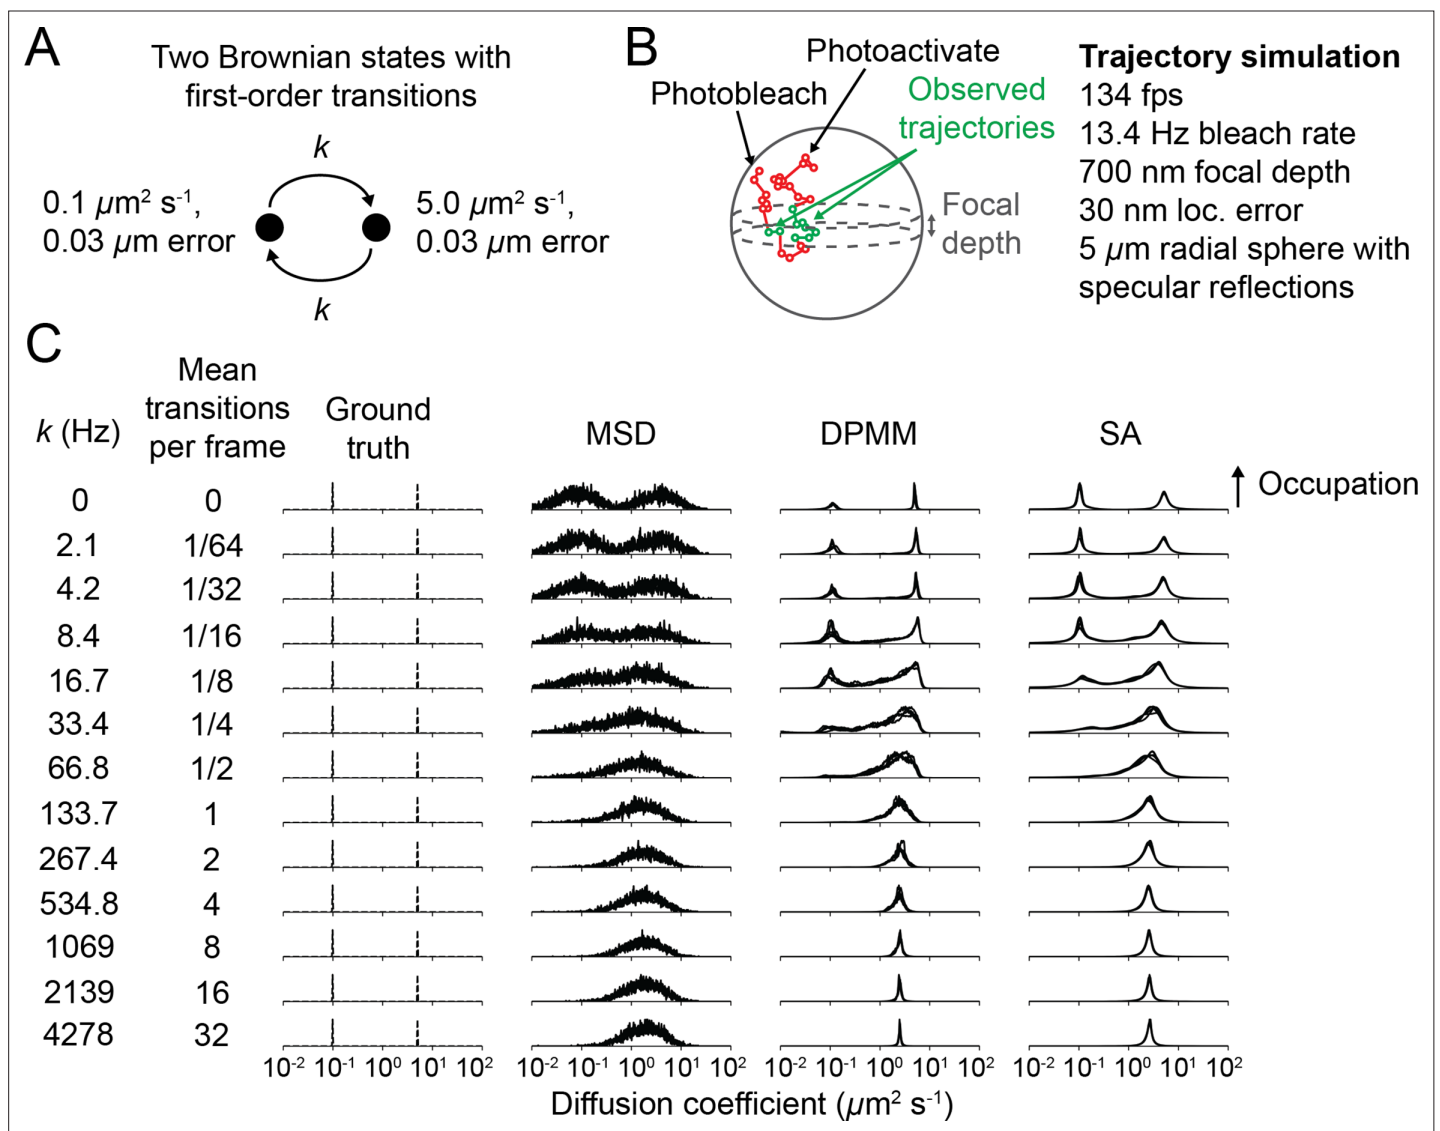 A
Two Brownian states with
first-order transitions
k
0.1 µm² s⁻¹,
0.03 µm error
5.0 µm² s⁻¹,
0.03 µm error
k
B
Photoactivate
Photobleach
Observed
trajectories
Focal
depth
Trajectory simulation
134 fps
13.4 Hz bleach rate
700 nm focal depth
30 nm loc. error
5 µm radial sphere with
specular reflections
C
k (Hz)
Mean
transitions
per frame
Ground
truth
MSD
DPMM
SA
Occupation
0 0
2.1 1/64
4.2 1/32
8.4 1/16
16.7 1/8
33.4 1/4
66.8 1/2
133.7 1
267.4 2
534.8 4
1069 8
2139 16
4278 32
10⁻² 10⁻¹ 10⁰ 10¹ 10² 10⁻² 10⁻¹ 10⁰ 10¹ 10² 10⁻² 10⁻¹ 10⁰ 10¹ 10² 10⁻² 10⁻¹ 10⁰ 10¹ 10²
Diffusion coefficient (µm² s⁻¹)